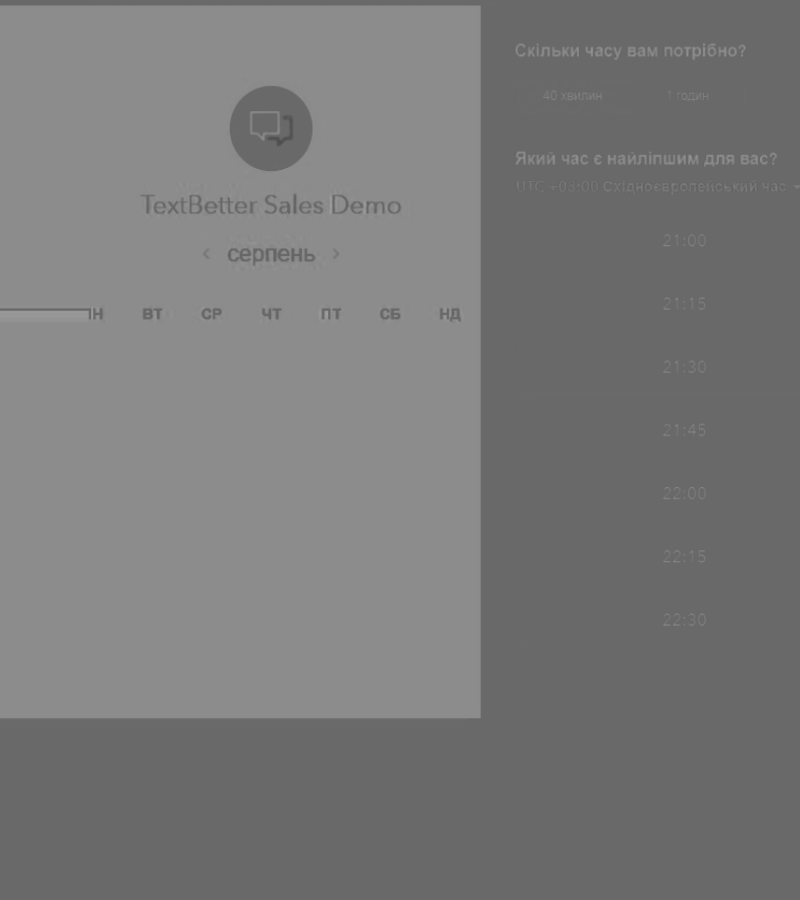 TextBetter Sales Demo
серпень
ПН ВТ СР ЧТ ПТ СБ НД
Скільки часу вам потрібно?
40 хвилин 1 годин
Який час є найліпшим для вас?
UTC +03:00 Східноєвропейський час
21:00
21:15
21:30
21:45
22:00
22:15
22:30